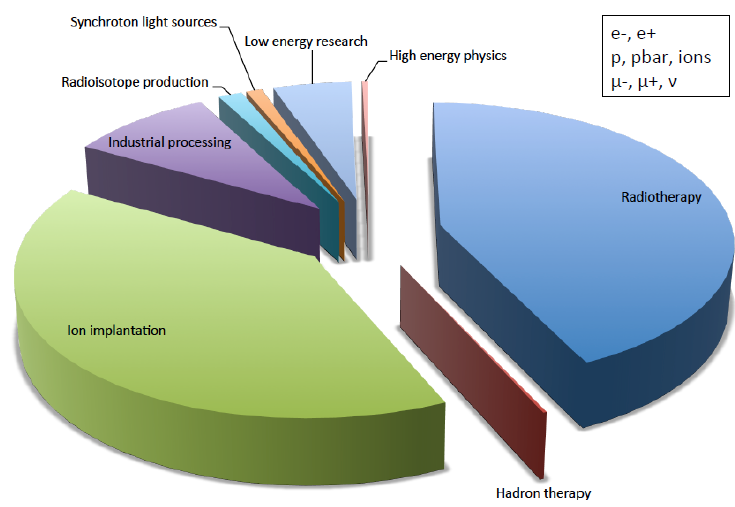 Synchroton light sources
Low energy research
High energy physics
e-, e+
p, pbar, ions
μ-, μ+, ν
Radioisotope production
Industrial processing
Radiotherapy
Ion implantation
Hadron therapy